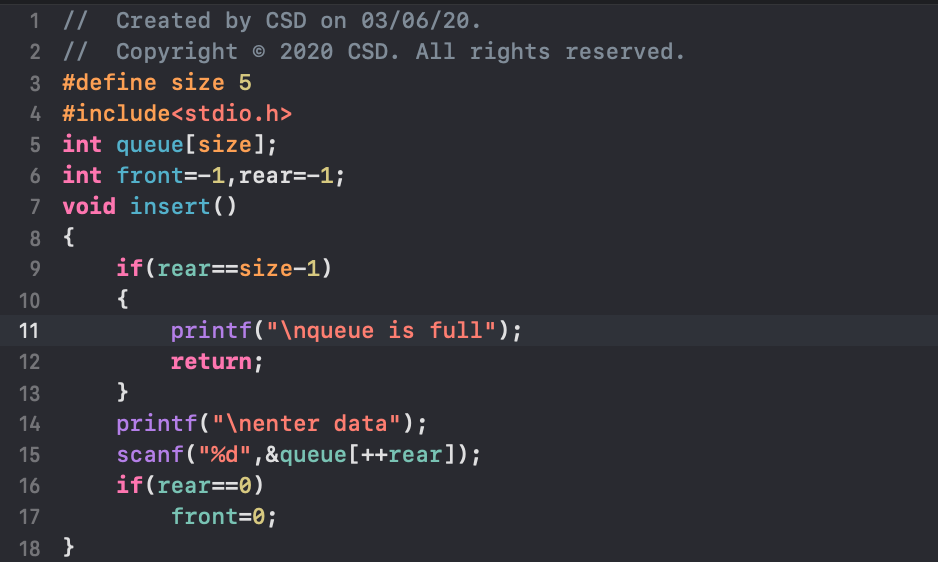 1 //  Created by CSD on 03/06/20.
2 //  Copyright © 2020 CSD. All rights reserved.
3 #define size 5
4 #include<stdio.h>
5 int queue[size];
6 int front=-1,rear=-1;
7 void insert()
8 {
9     if(rear==size-1)
10     {
11         printf("\nqueue is full");
12         return;
13     }
14     printf("\nenter data");
15     scanf("%d",&queue[++rear]);
16     if(rear==0)
17         front=0;
18 }